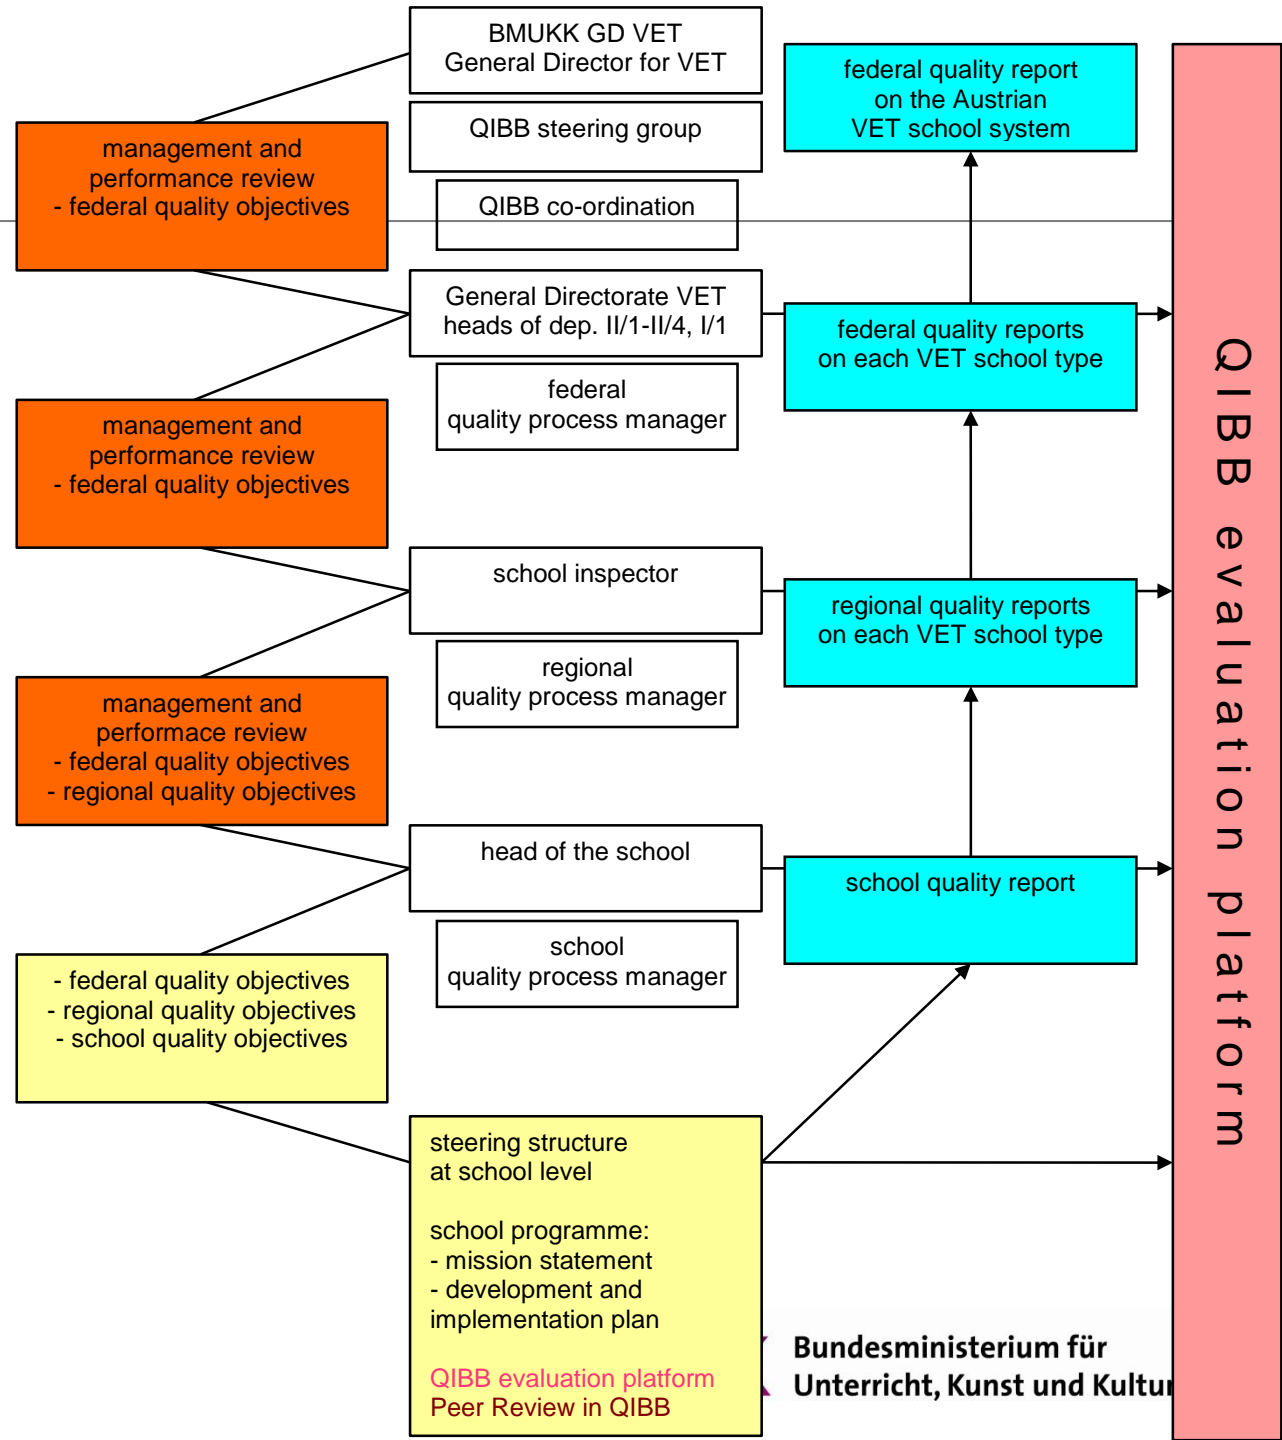 BMUKK GD VET
General Director for VET
federal quality report
on the Austrian
VET school system
QIBB steering group
management and
performance review
- federal quality objectives
QIBB co-ordination
General Directorate VET
heads of dep. II/1-II/4, I/1
federal quality reports
on each VET school type
federal
quality process manager
management and
performance review
- federal quality objectives
school inspector
regional quality reports
on each VET school type
regional
quality process manager
management and
performace review
- federal quality objectives
- regional quality objectives
head of the school
school quality report
school
quality process manager
- federal quality objectives
- regional quality objectives
- school quality objectives
steering structure
at school level
school programme:
- mission statement
- development and
implementation plan
QIBB evaluation platform
Peer Review in QIBB
QIBB evaluation platform
Bundesministerium für
Unterricht, Kunst und Kultur